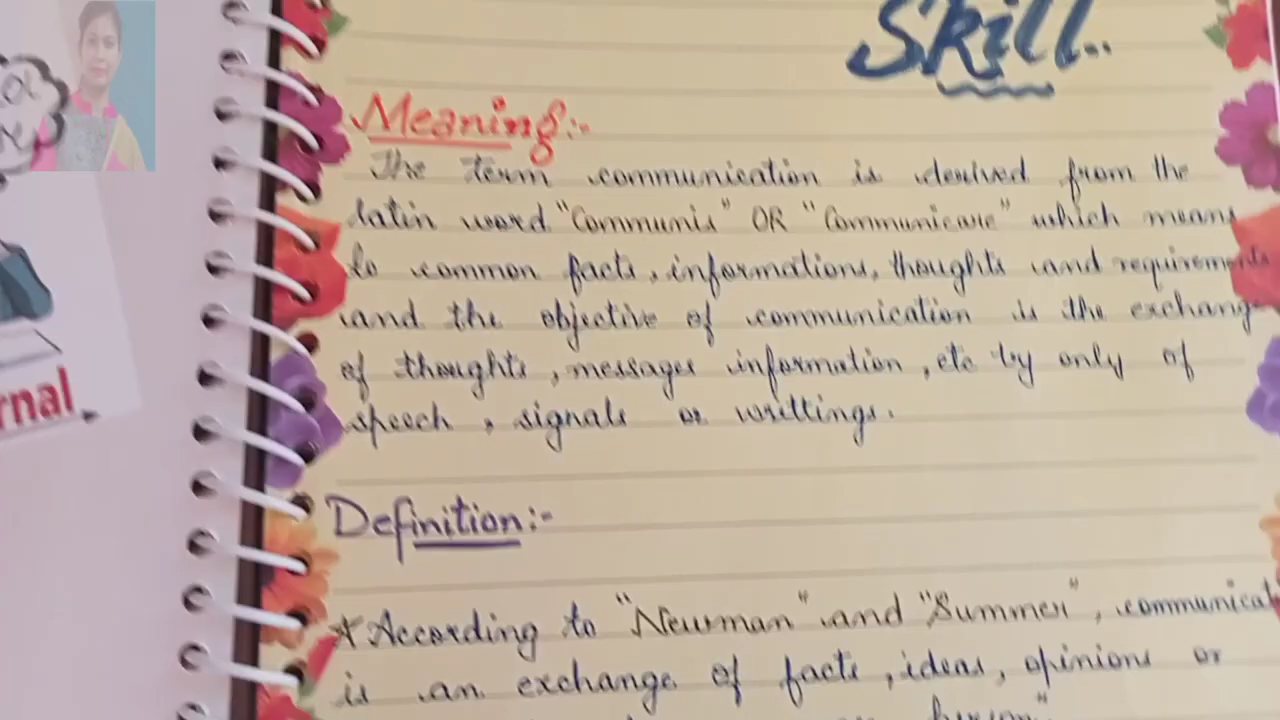 Skill..
Meaning:-
The term communication is derived from the
latin word "Communis" OR "Communicare" which means
to common facts, informations, thoughts and requirements
and the objective of communication is the exchange
of thoughts, messages information, etc by only of
speech, signals or writtings.
rnal
Definition:-
* According to "Newman" and "Summer", communicat
is an exchange of facts, ideas, opinions or